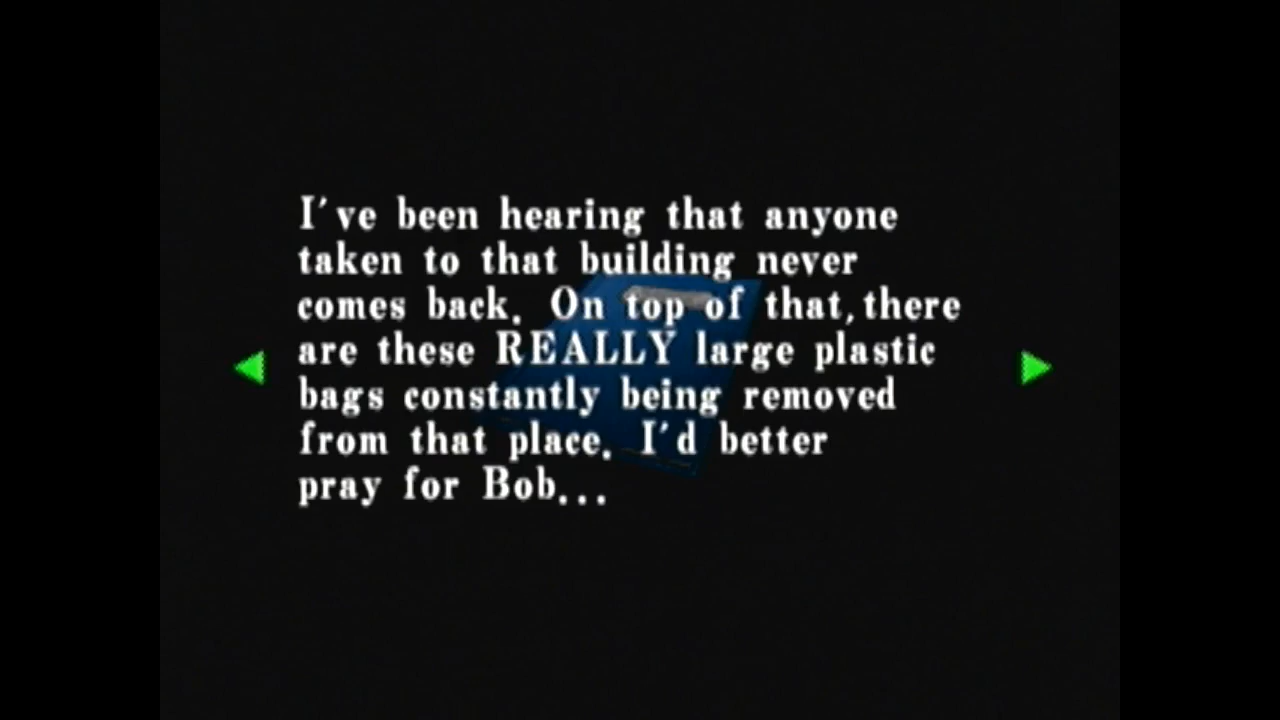 I've been hearing that anyone
taken to that building never
comes back. On top of that,there
are these REALLY large plastic
bags constantly being removed
from that place. I'd better
pray for Bob...